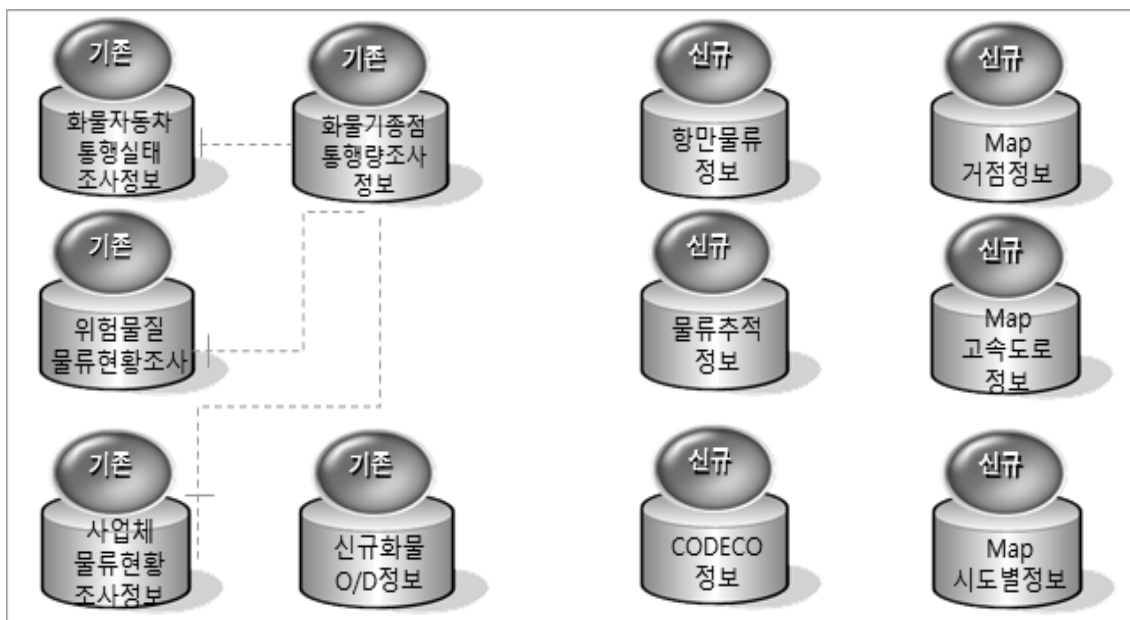 기존
화물자동차
통행실태
조사정보
기존
화물기종점
통행량조사
정보
신규
항만물류
정보
신규
Map
거점정보
기존
위험물질
물류현황조사
신규
물류추적
정보
신규
Map
고속도로
정보
기존
사업체
물류현황
조사정보
기존
신규화물
O/D정보
신규
CODECO
정보
신규
Map
시도별정보